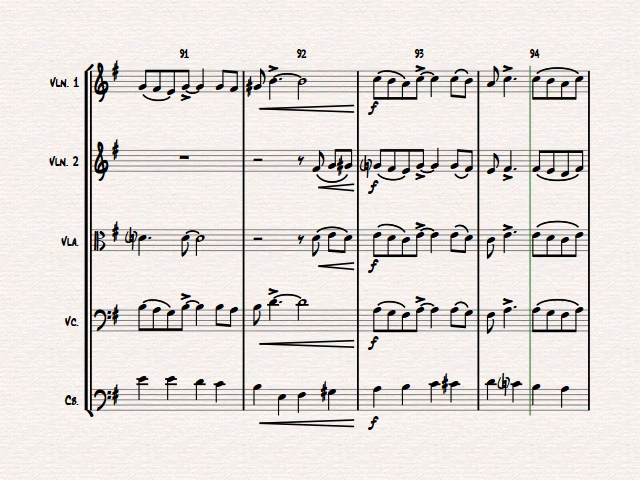 91 92 93 94
Vln. 1
f
Vln. 2
f
Vla.
f
Vc.
f
Cb.
f